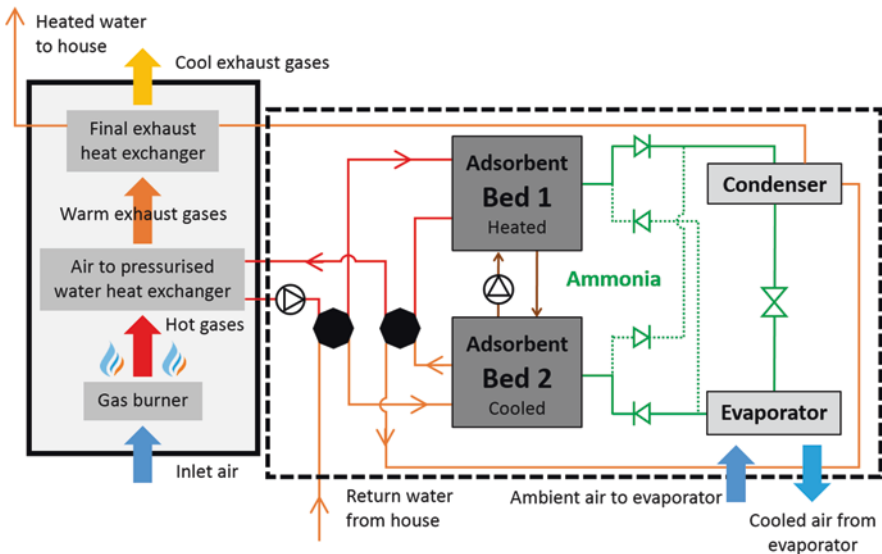 Heated water
to house
Cool exhaust gases
Final exhaust
heat exchanger
Warm exhaust gases
Air to pressurised
water heat exchanger
Hot gases
Gas burner
Inlet air
Adsorbent
Bed 1
Heated
Adsorbent
Bed 2
Cooled
Ammonia
Condenser
Evaporator
Return water
from house
Ambient air to evaporator
Cooled air from
evaporator